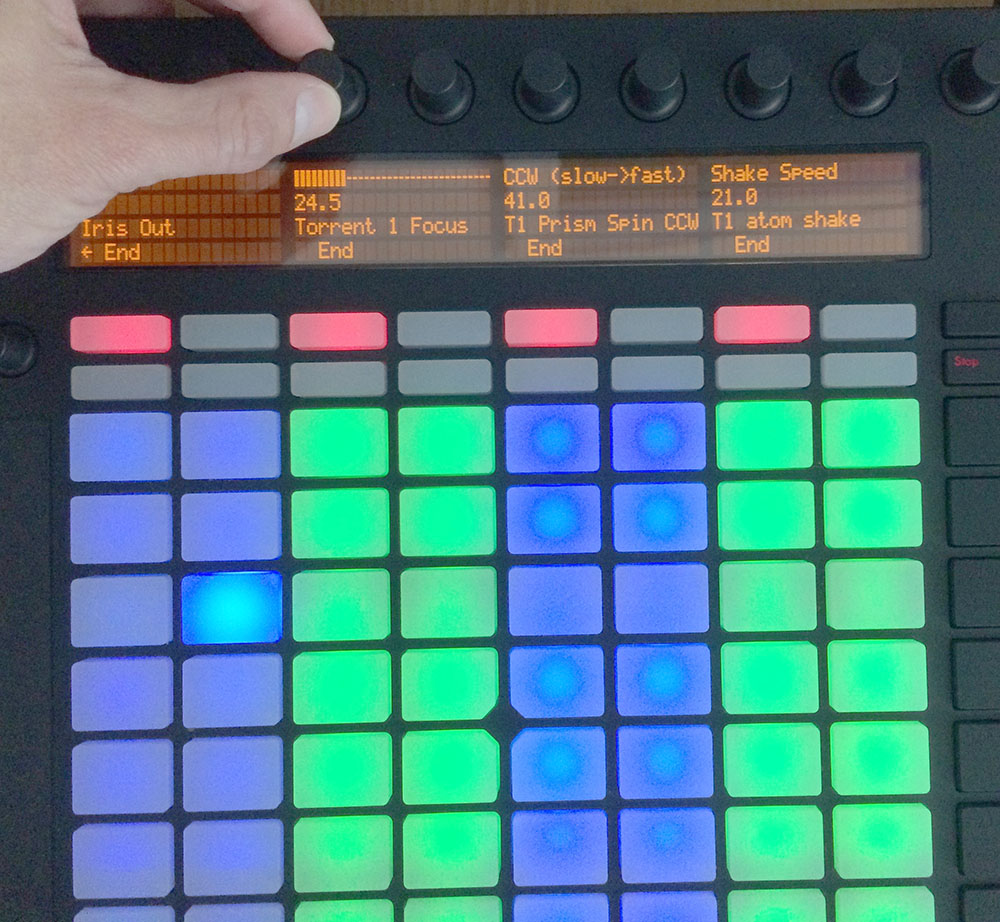 CCW (slow->fast) Shake Speed
24.5 41.0 21.0
Iris Out Torrent 1 Focus T1 Prism Spin CCW T1 atom shake
← End End End End
Stop